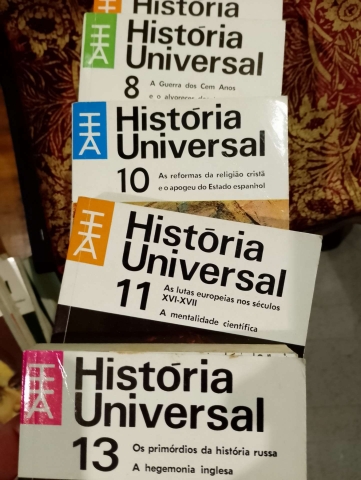 História
História
Universal
8 A Guerra dos Cem Anos
História
Universal
10 As reformas da religião cristã
e o apogeu do Estado espanhol
História
Universal
11 As lutas europeias nos séculos
XVI-XVII
A mentalidade científica
História
Universal
13 Os primórdios da história russa
A hegemonia inglesa